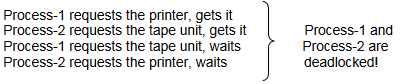 Process-1 requests the printer, gets it
Process-2 requests the tape unit, gets it
Process-1 requests the tape unit, waits
Process-2 requests the printer, waits
Process-1 and
Process-2 are
deadlocked!